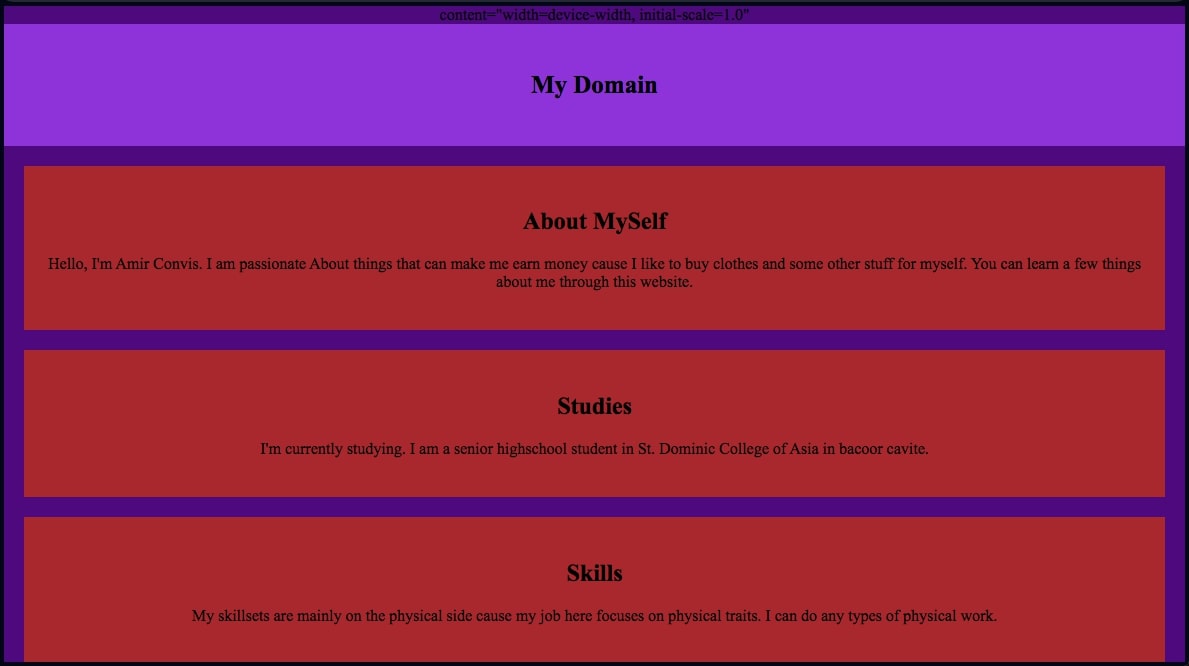 content="width=device-width, initial-scale=1.0"
My Domain
About MySelf
Hello, I'm Amir Convis. I am passionate About things that can make me earn money cause I like to buy clothes and some other stuff for myself. You can learn a few things
about me through this website.
Studies
I'm currently studying. I am a senior highschool student in St. Dominic College of Asia in bacoor cavite.
Skills
My skillsets are mainly on the physical side cause my job here focuses on physical traits. I can do any types of physical work.